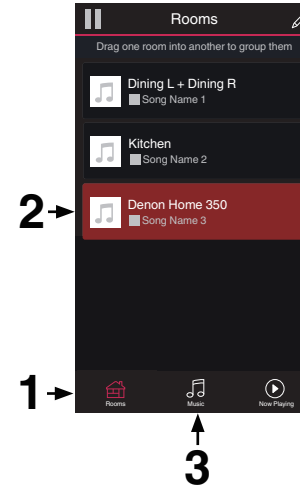 Rooms
Drag one room into another to group them
Dining L + Dining R
Song Name 1
Kitchen
Song Name 2
2
Denon Home 350
Song Name 3
1
Rooms
Music
Now Playing
3